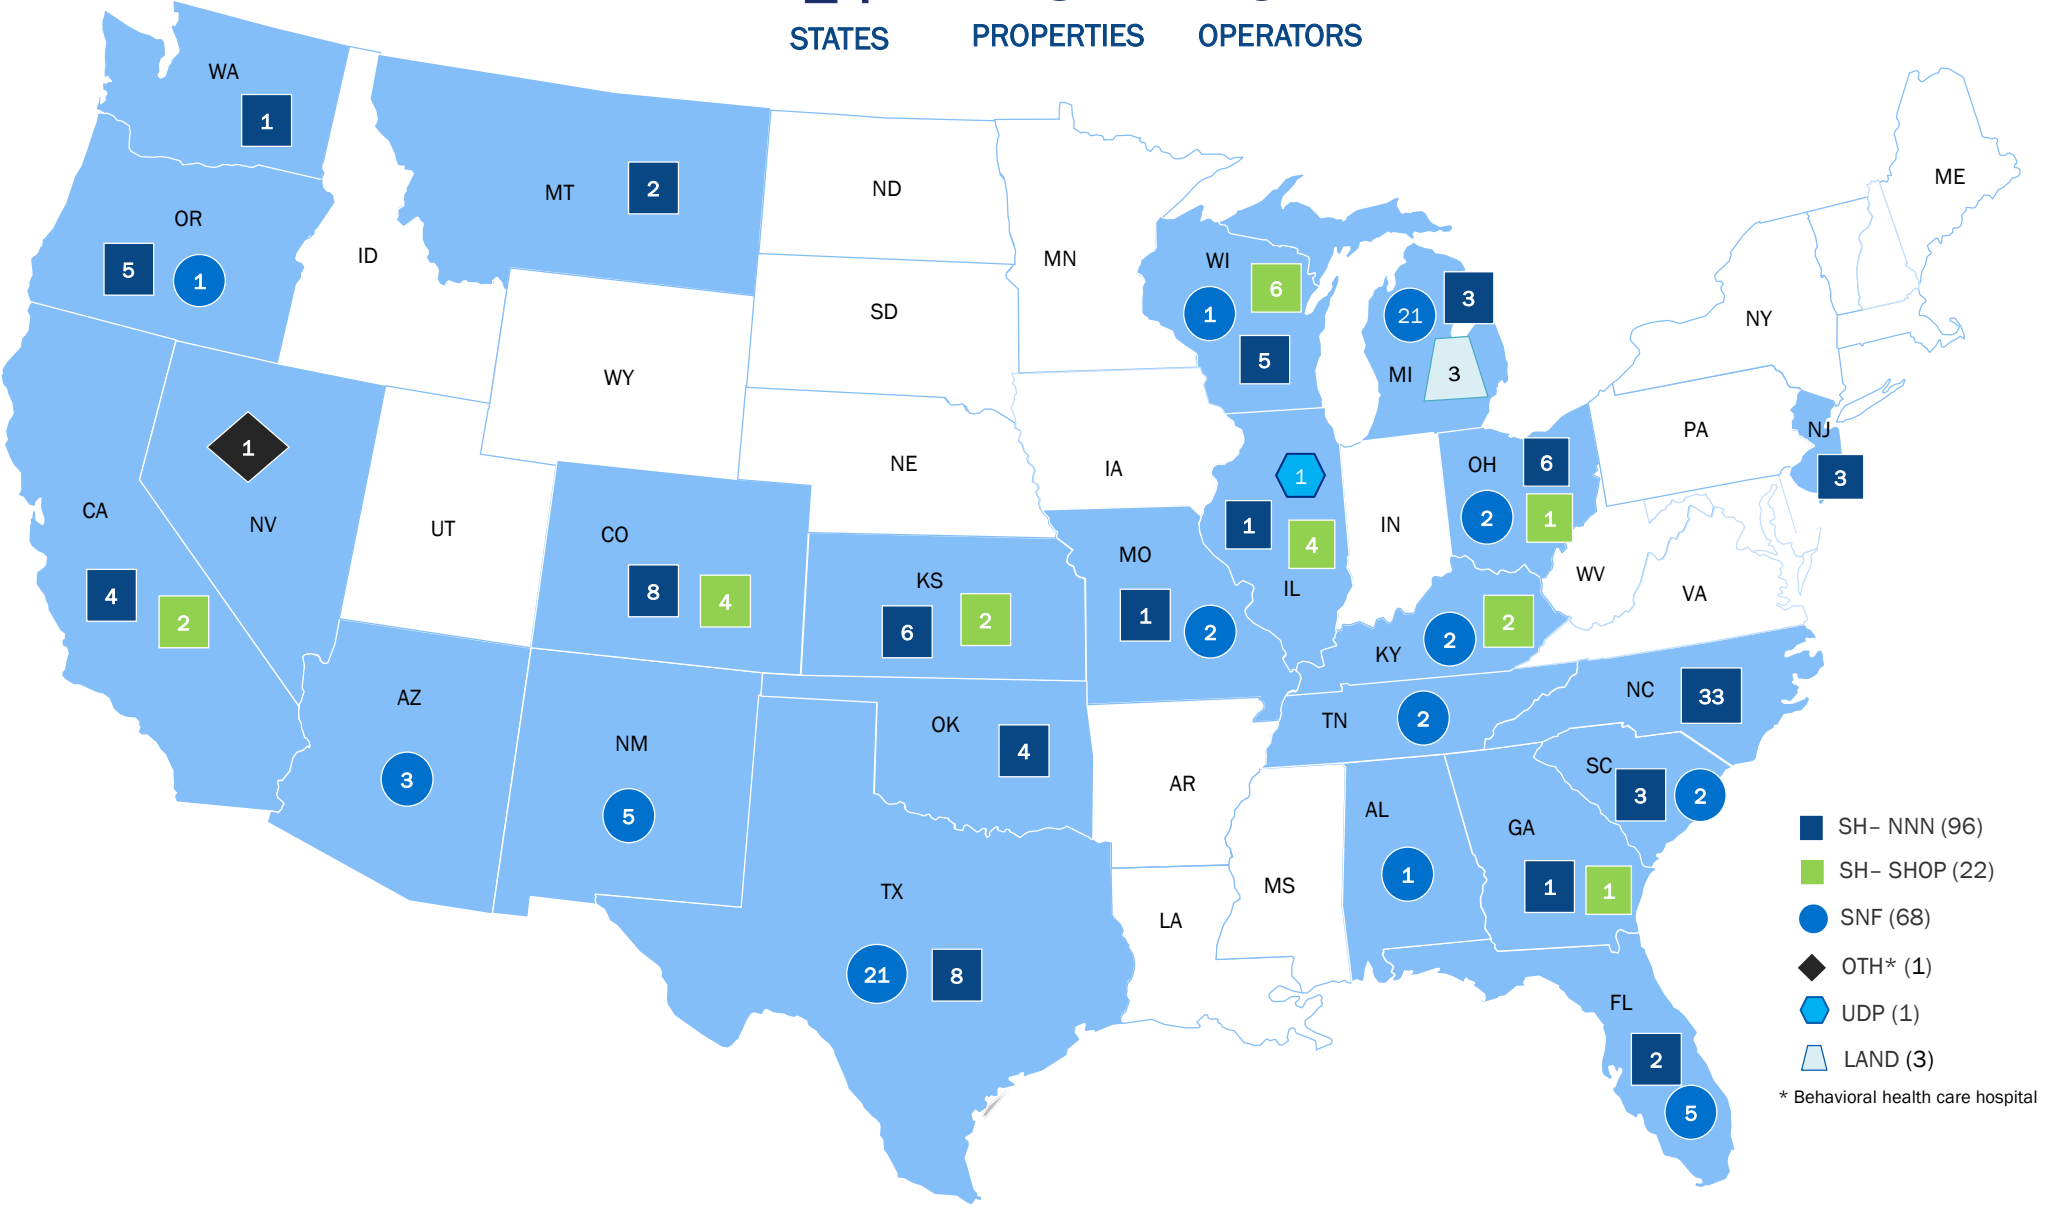 STATES PROPERTIES OPERATORS
WA
1
MT
2
ND
MN
ME
OR
5
1
ID
SD
WI
6
1
5
21
3
MI
3
NY
WY
NE
IA
PA
NJ
3
1
NV
CA
4
2
UT
CO
8
4
KS
6
2
MO
1
2
1
1
4
IL
IN
OH
6
2
1
WV
VA
KY
2
2
AZ
3
NM
5
OK
4
AR
TN
2
NC
33
SC
3
2
TX
21
8
LA
MS
AL
1
GA
1
1
FL
2
5
SH– NNN (96)
SH– SHOP (22)
SNF (68)
OTH* (1)
UDP (1)
LAND (3)
* Behavioral health care hospital